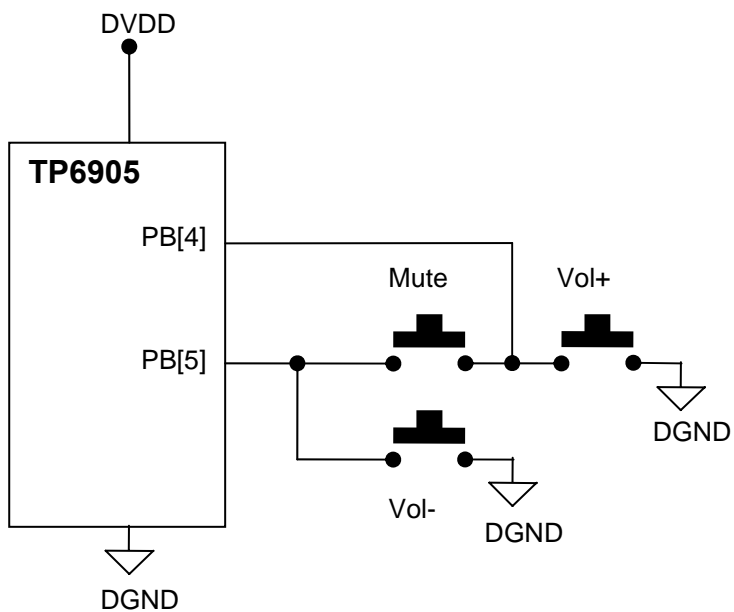 DVDD
TP6905
PB[4]
Mute
Vol+
PB[5]
DGND
Vol-
DGND
DGND